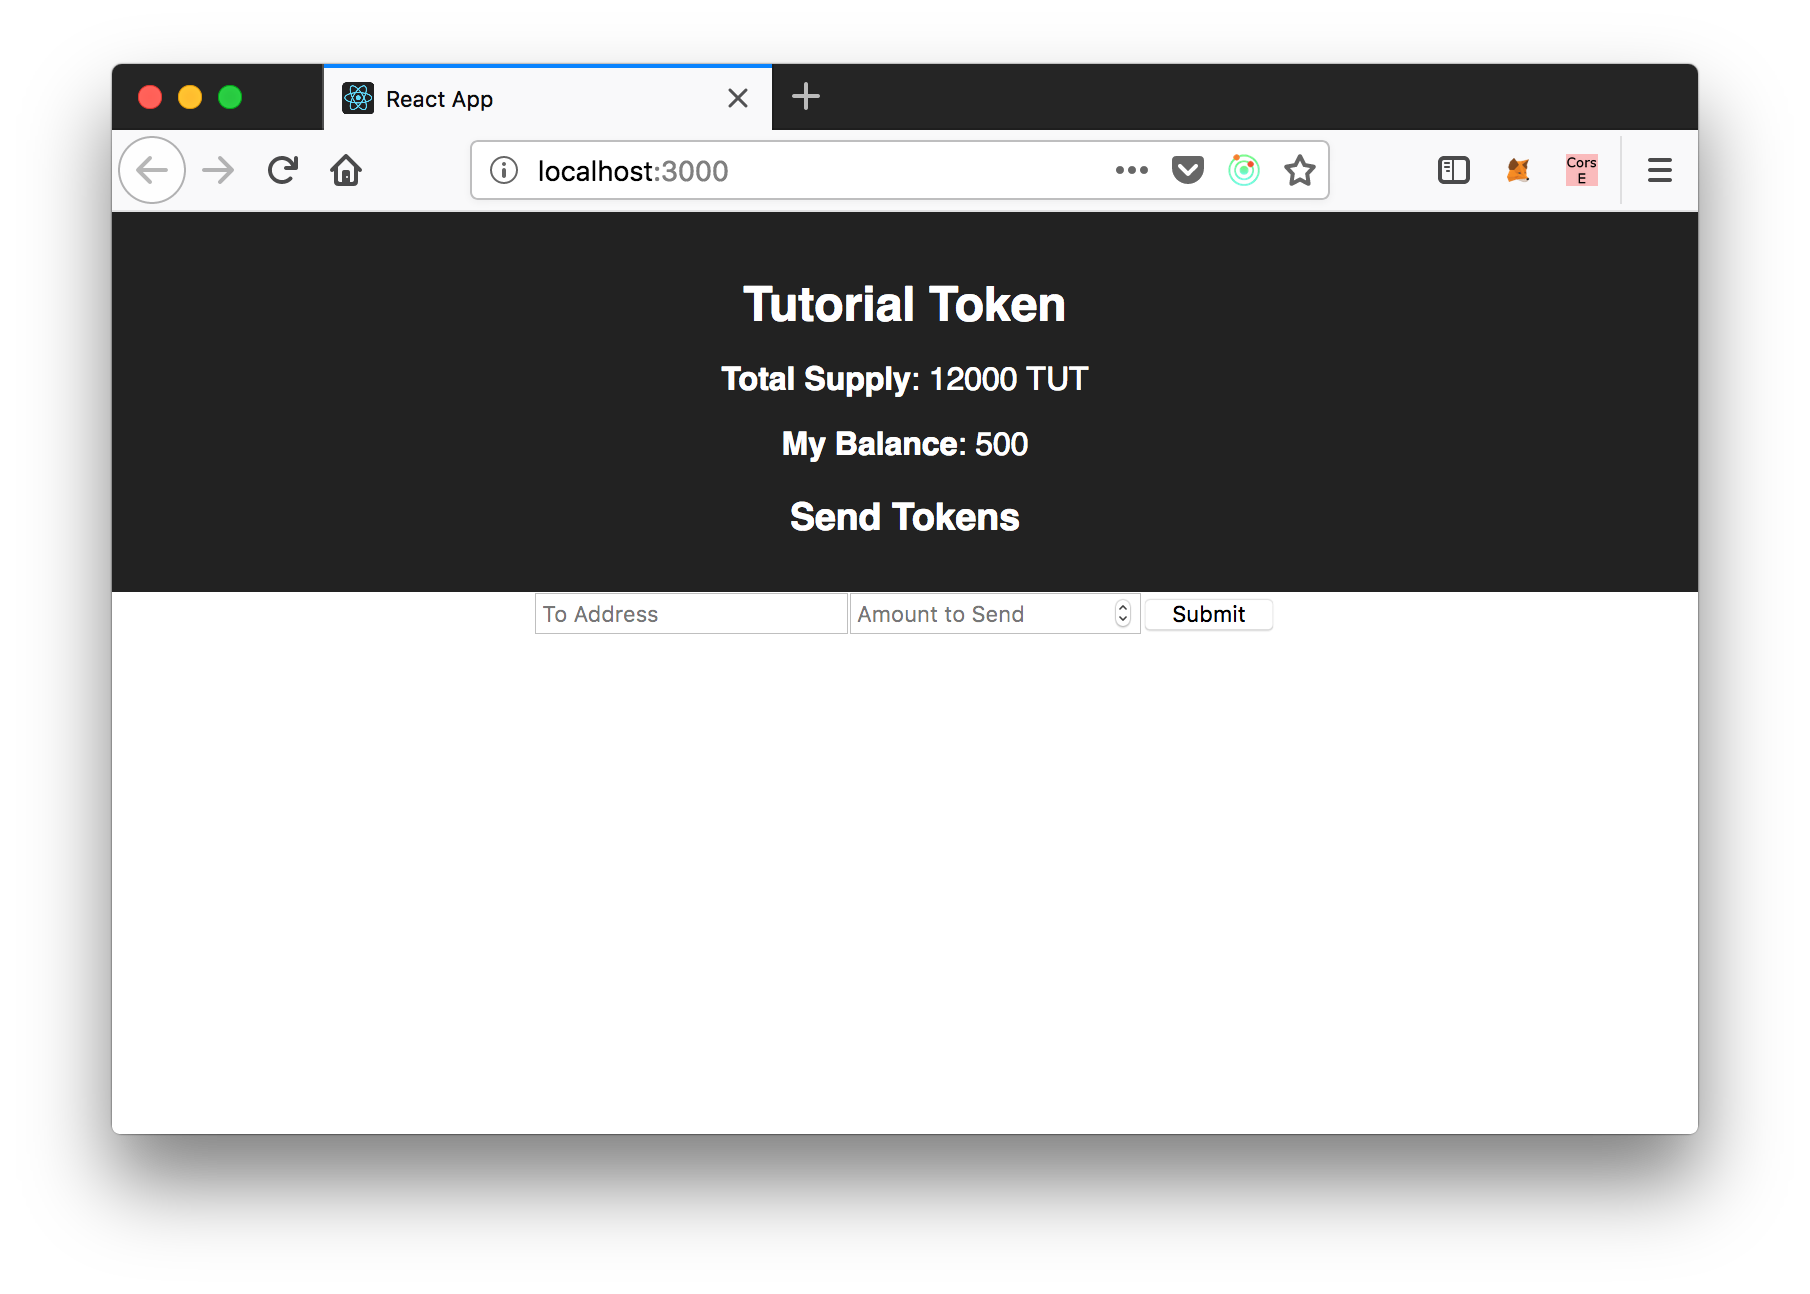 React App
localhost:3000
Cors
E
Tutorial Token
Total Supply: 12000 TUT
My Balance: 500
Send Tokens
To Address Amount to Send Submit